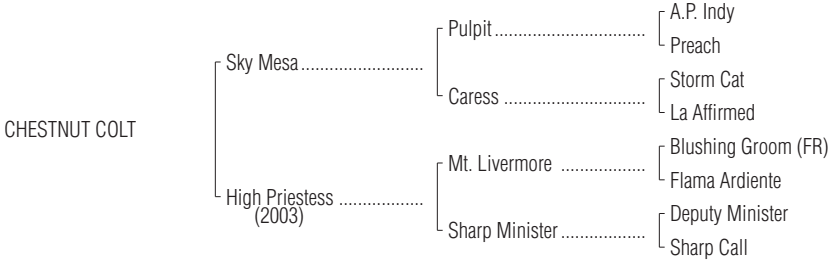 A.P. Indy
Pulpit..................................
Preach
Sky Mesa...........................
Storm Cat
Caress ................................
La Affirmed
CHESTNUT COLT
Blushing Groom (FR)
Mt. Livermore ...................
Flama Ardiente
High Priestess ...................
(2003)
Deputy Minister
Sharp Minister...................
Sharp Call